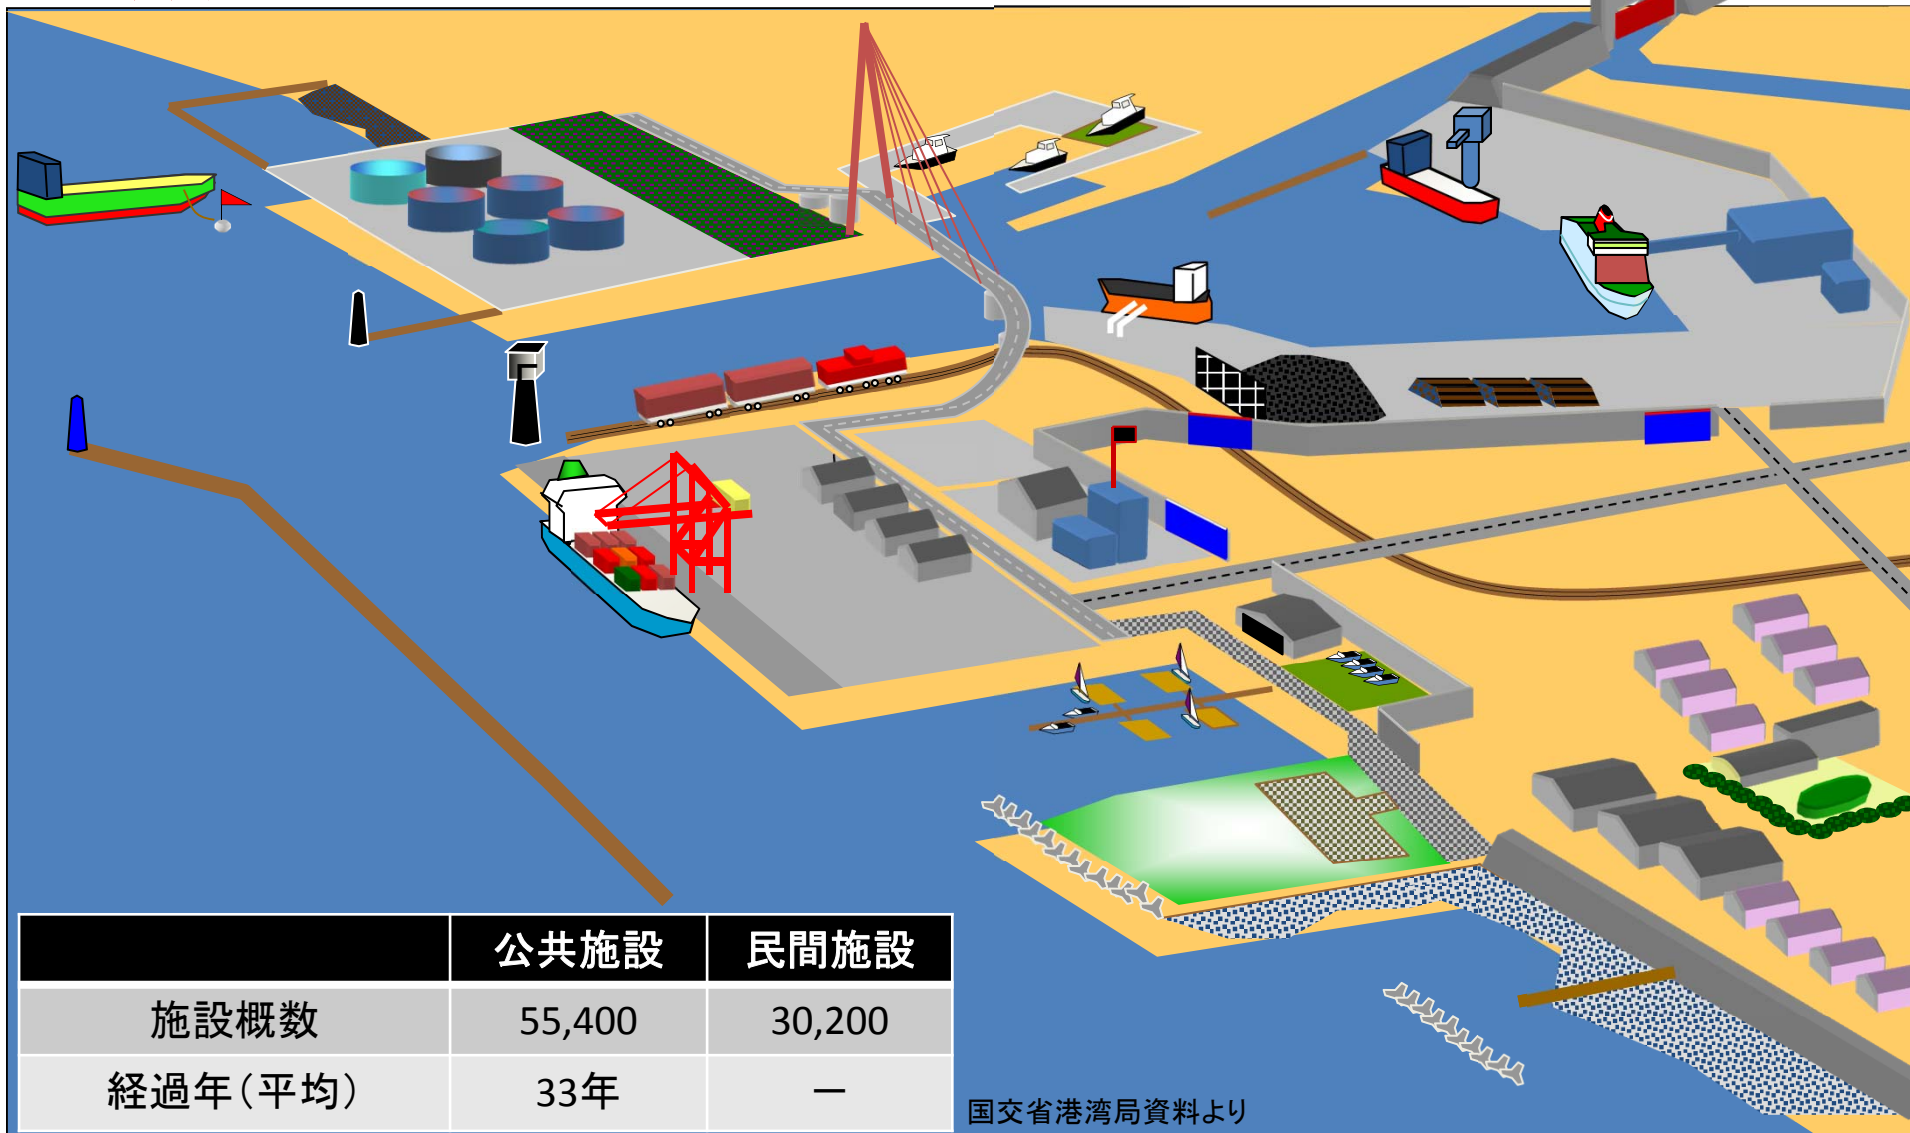 公共施設 民間施設
施設概数 55,400 30,200
経過年(平均) 33年 ―
国交省港湾局資料より